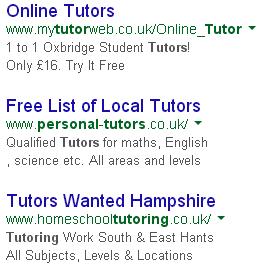 Online Tutors
www.mytutorweb.co.uk/Online_Tutor
1 to 1 Oxbridge Student Tutors!
Only £16. Try It Free
Free List of Local Tutors
www.personal-tutors.co.uk/
Qualified Tutors for maths, English
, science etc. All areas and levels
Tutors Wanted Hampshire
www.homeschooltutoring.co.uk/
Tutoring Work South & East Hants
All Subjects, Levels & Locations